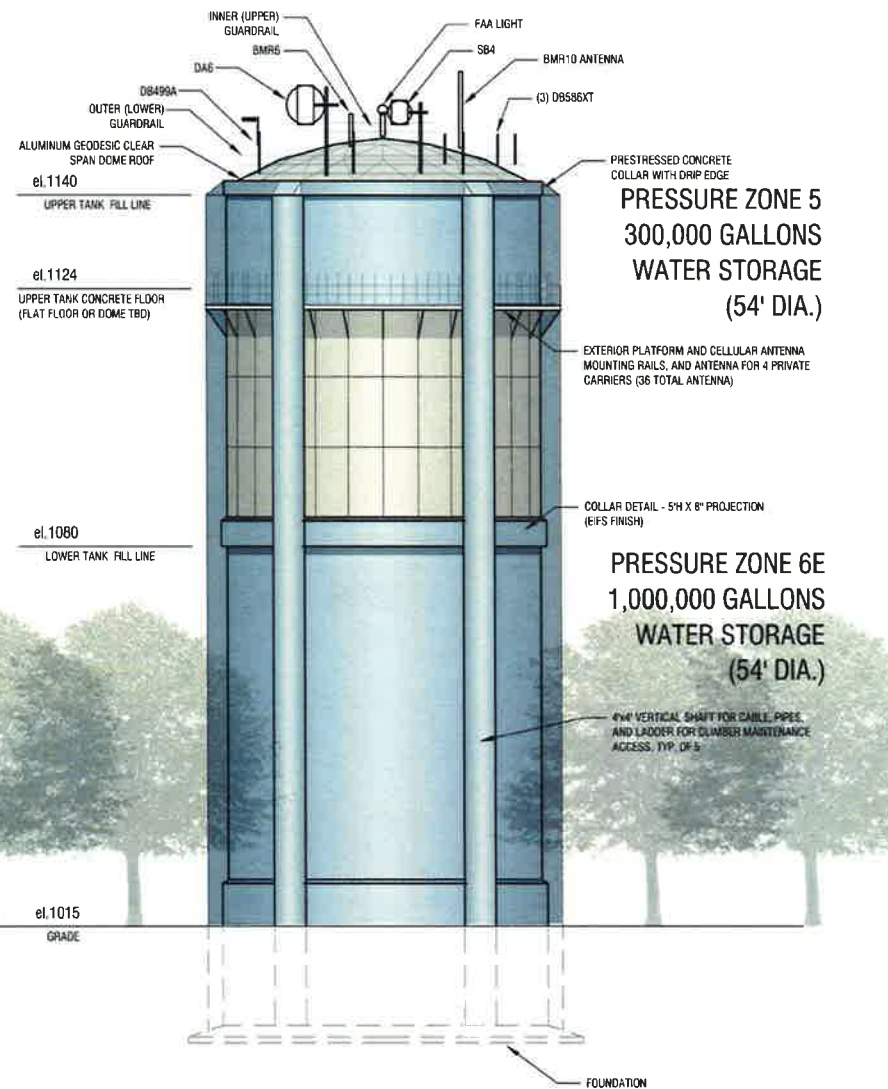 INNER (UPPER)
GUARDRAIL
FAA LIGHT
BMR6
SB4
BMR10 ANTENNA
DA6
DB499A
(3) DB586XT
OUTER (LOWER)
GUARDRAIL
ALUMINUM GEODESIC CLEAR
SPAN DOME ROOF
PRESTRESSED CONCRETE
COLLAR WITH DRIP EDGE
el.1140
UPPER TANK FILL LINE
PRESSURE ZONE 5
300,000 GALLONS
WATER STORAGE
(54' DIA.)
el.1124
UPPER TANK CONCRETE FLOOR
(FLAT FLOOR OR DOME TBD)
EXTERIOR PLATFORM AND CELLULAR ANTENNA
MOUNTING RAILS, AND ANTENNA FOR 4 PRIVATE
CARRIERS (36 TOTAL ANTENNA)
COLLAR DETAIL - 5'H X 8" PROJECTION
(EIFS FINISH)
el.1080
LOWER TANK FILL LINE
PRESSURE ZONE 6E
1,000,000 GALLONS
WATER STORAGE
(54' DIA.)
4'x4' VERTICAL SHAFT FOR CABLE, PIPES,
AND LADDER FOR CLIMBER MAINTENANCE
ACCESS. TYP. OF 5
el.1015
GRADE
FOUNDATION